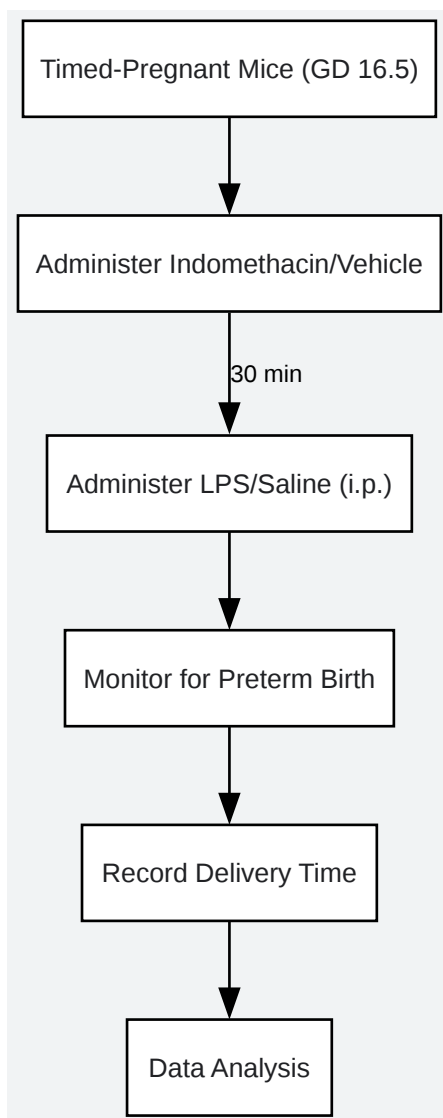 Timed-Pregnant Mice (GD 16.5)
Administer Indomethacin/Vehicle
30 min
Administer LPS/Saline (i.p.)
Monitor for Preterm Birth
Record Delivery Time
Data Analysis